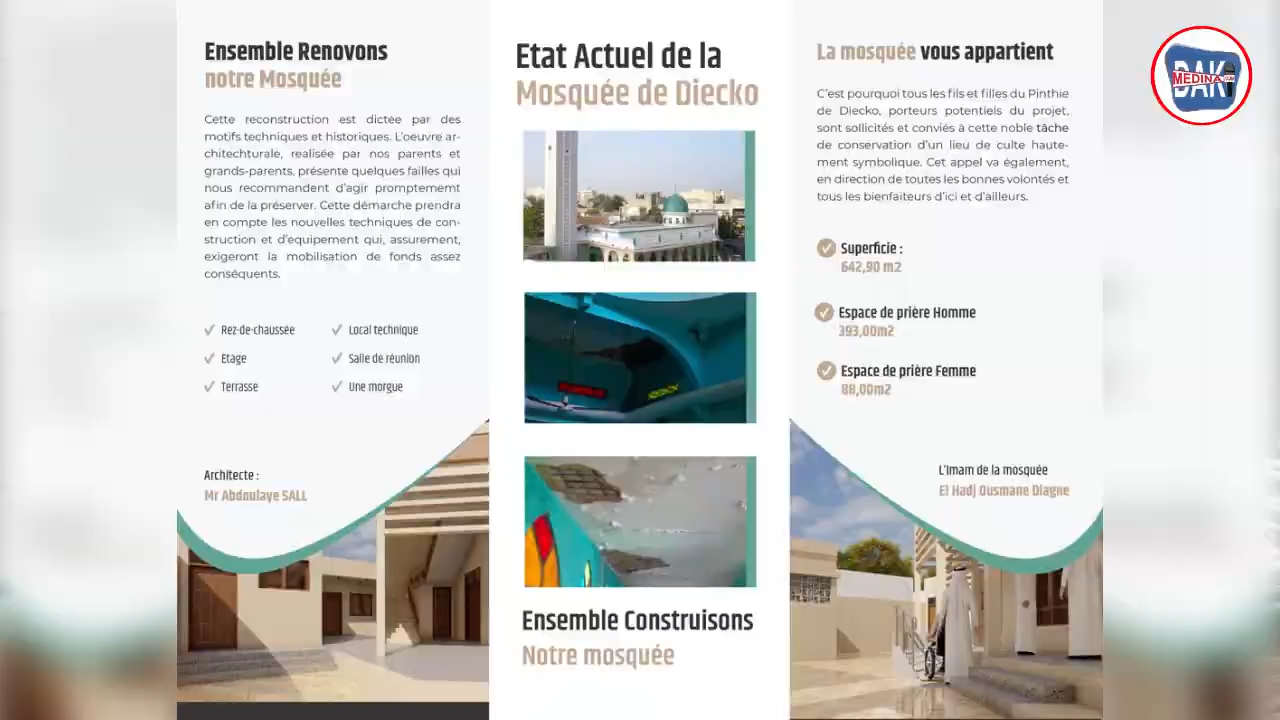 Ensemble Renovons
notre Mosquée
Cette reconstruction est dictée par des
motifs techniques et historiques. L'oeuvre ar-
chitechturale, realisée par nos parents et
grands-parents, présente quelques failles qui
nous recommandent d'agir promptememt
afin de la préserver. Cette démarche prendra
en compte les nouvelles techniques de con-
struction et d'equipement qui, assurement,
exigeront la mobilisation de fonds assez
conséquents.
Rez-de-chaussée
Etage
Terrasse
Local technique
Salle de réunion
Une morgue
Architecte :
Mr Abdoulaye SALL
Etat Actuel de la
Mosquée de Diecko
Ensemble Construisons
Notre mosquée
La mosquée vous appartient
C'est pourquoi tous les fils et filles du Pinthie
de Diecko, porteurs potentiels du projet,
sont sollicités et conviés à cette noble tâche
de conservation d'un lieu de culte haute-
ment symbolique. Cet appel va également,
en direction de toutes les bonnes volontés et
tous les bienfaiteurs d'ici et d'ailleurs.
Superficie :
642,90 m2
Espace de prière Homme
393,00m2
Espace de prière Femme
88,00m2
L'imam de la mosquée
El Hadj Ousmane Diagne
DAK
MEDINA.COM